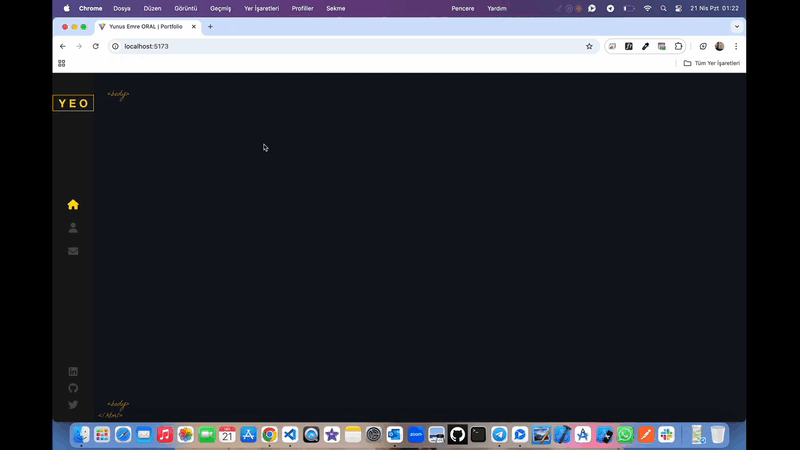 Chrome Dosya Düzen Görüntü Geçmiş Yer İşaretleri Profiller Sekme Pencere Yardım 21 Nis Pzt 01:22
Yunus Emre ORAL | Portfolio
localhost:5173
Tüm Yer İşaretleri
YEO
<body>
<body>
</html>
APR
21
zoom